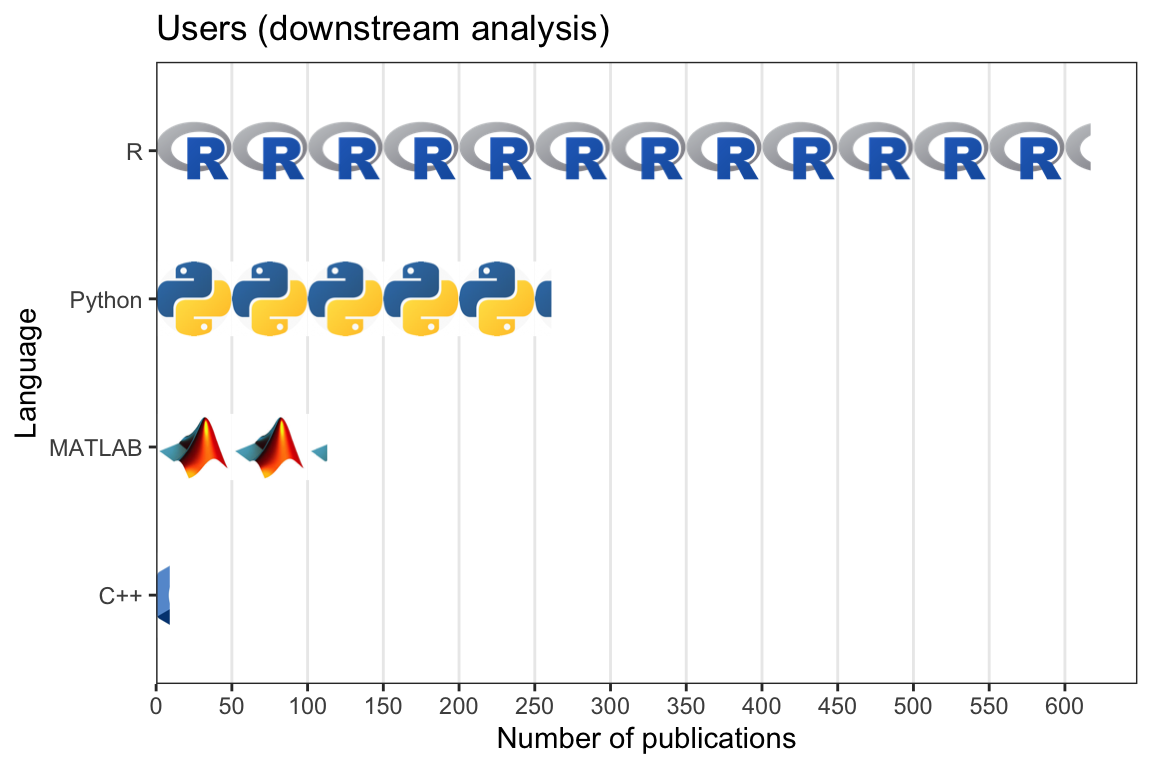 Users (downstream analysis)
R
R R R R R R R R R R R R
Python
MATLAB
C++
Language
0 50 100 150 200 250 300 350 400 450 500 550 600
Number of publications